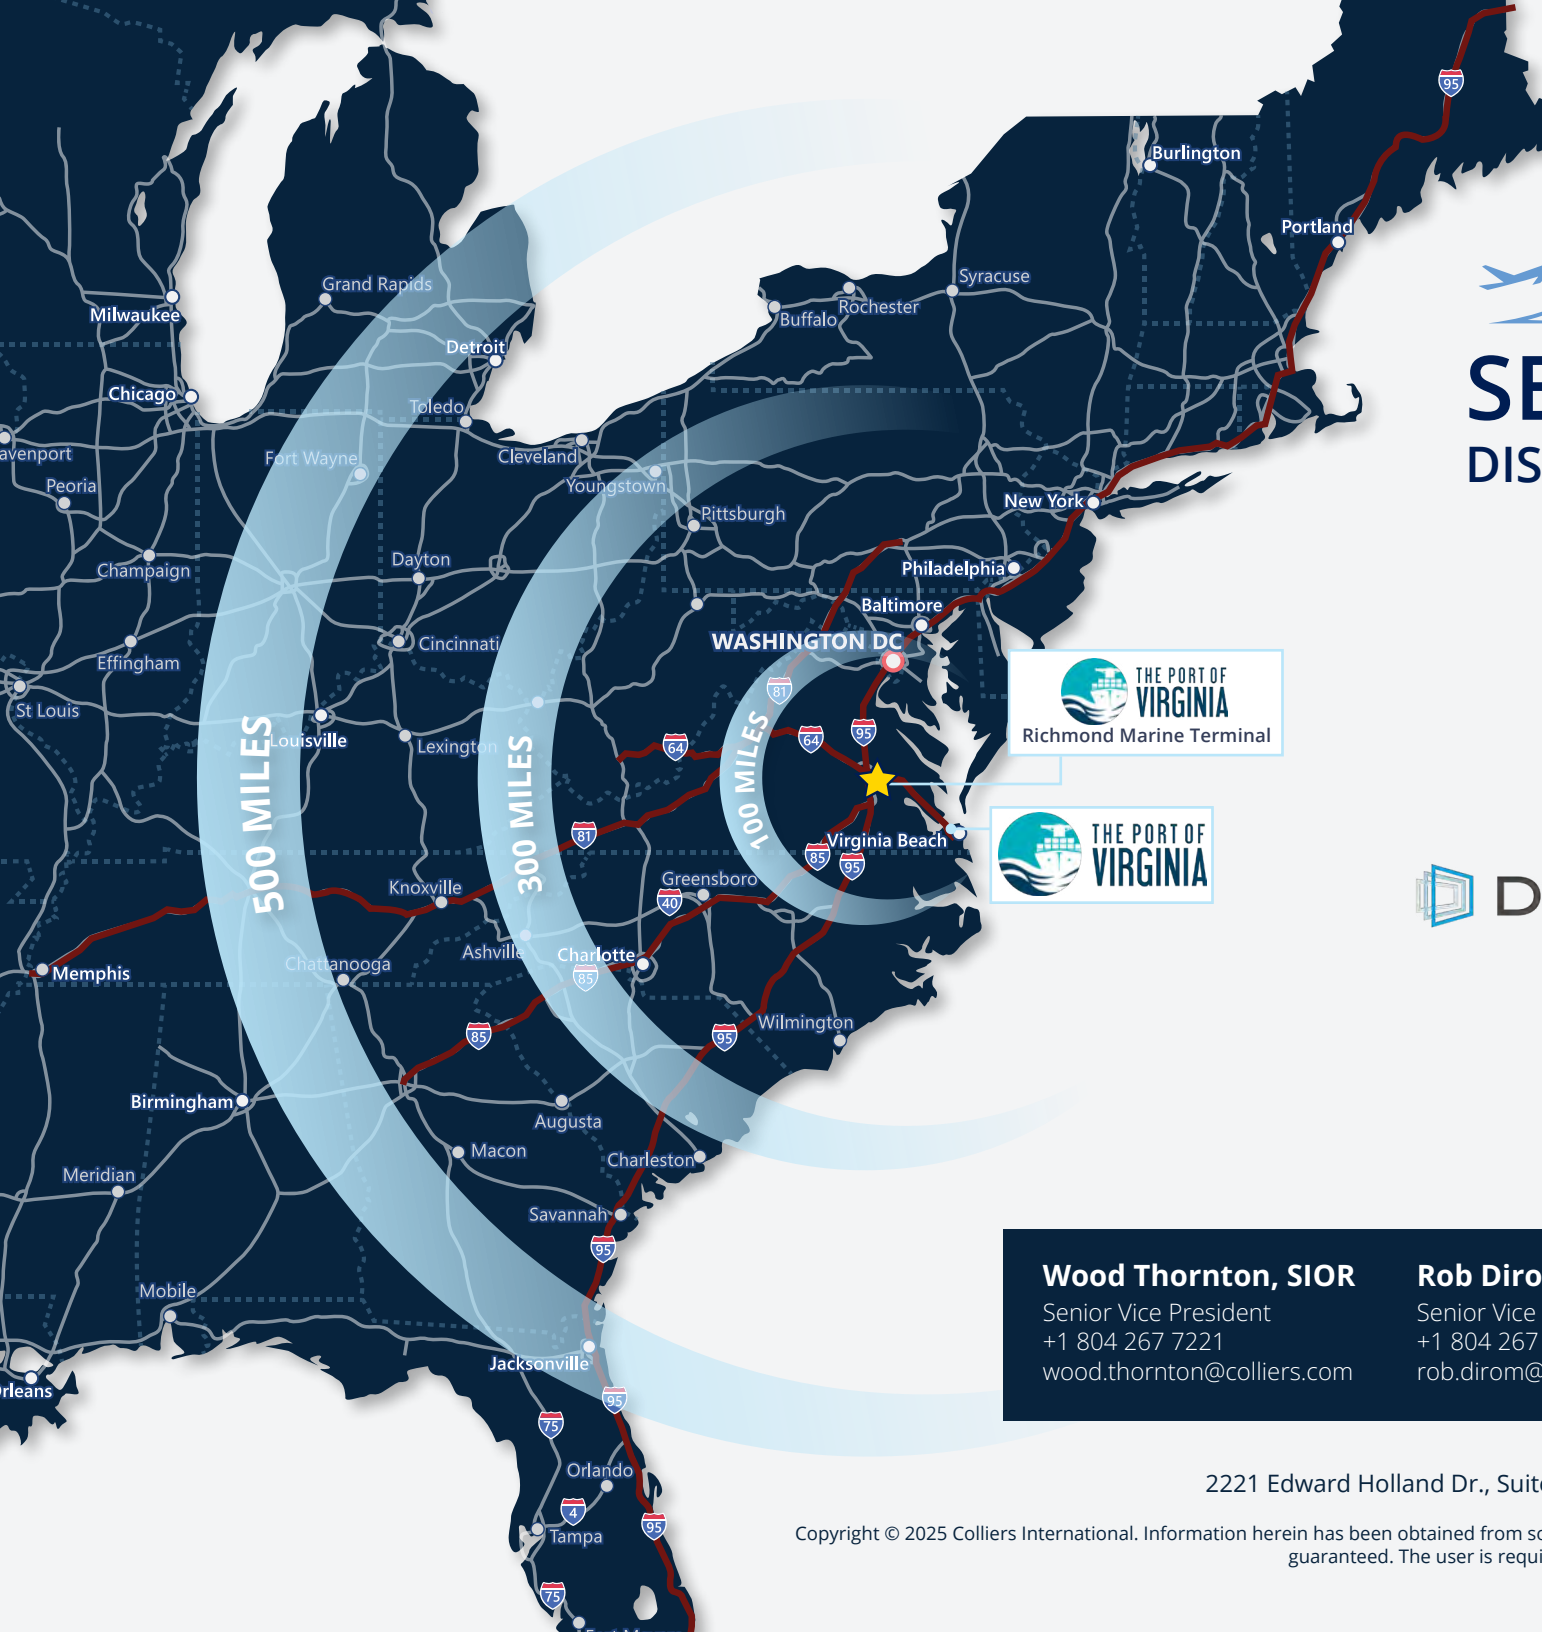 95
Burlington
Portland
Syracuse
Grand Rapids
Rochester
Buffalo
Milwaukee
Detroit
Chicago
Toledo
SE
DIS
avenport
Fort Wayne
Cleveland
Peoria
Youngstown
New York
Pittsburgh
Dayton
Champaign
Philadelphia
Baltimore
WASHINGTON DC
Cincinnati
Effingham
81
THE PORT OF
VIRGINIA
Richmond Marine Terminal
St Louis
Louisville
Lexington
64
64
95
500 MILES
300 MILES
100 MILES
81
Virginia Beach
85
95
THE PORT OF
VIRGINIA
Knoxville
Greensboro
40
D
Ashville
Charlotte
Chattanooga
85
Memphis
Wilmington
85
95
Birmingham
Augusta
Macon
Charleston
Meridian
Savannah
95
Mobile
Jacksonville
rleans
95
75
Orlando
4
Tampa
95
75
Wood Thornton, SIOR
Senior Vice President
+1 804 267 7221
wood.thornton@colliers.com
Rob Diro
Senior Vice
+1 804 267
rob.dirom@
2221 Edward Holland Dr., Suit
Copyright © 2025 Colliers International. Information herein has been obtained from so
guaranteed. The user is requi